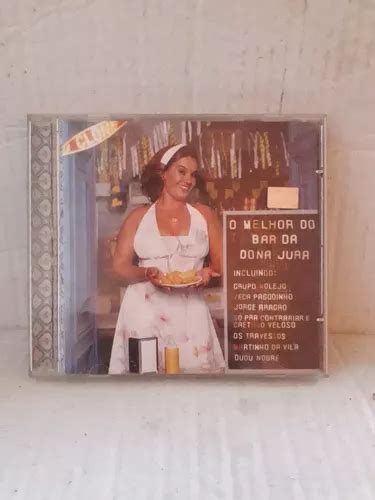 O MELHOR DO
BAR DA
DONA JURA
INCLUINDO:
GRUPO MOLEJO
ZECA PAGODINHO
JORGE ARAGÃO
SÓ PRA CONTRARIAR E
CAETANO VELOSO
OS TRAVESSOS
MARTINHO DA VILA
DUDU NOBRE